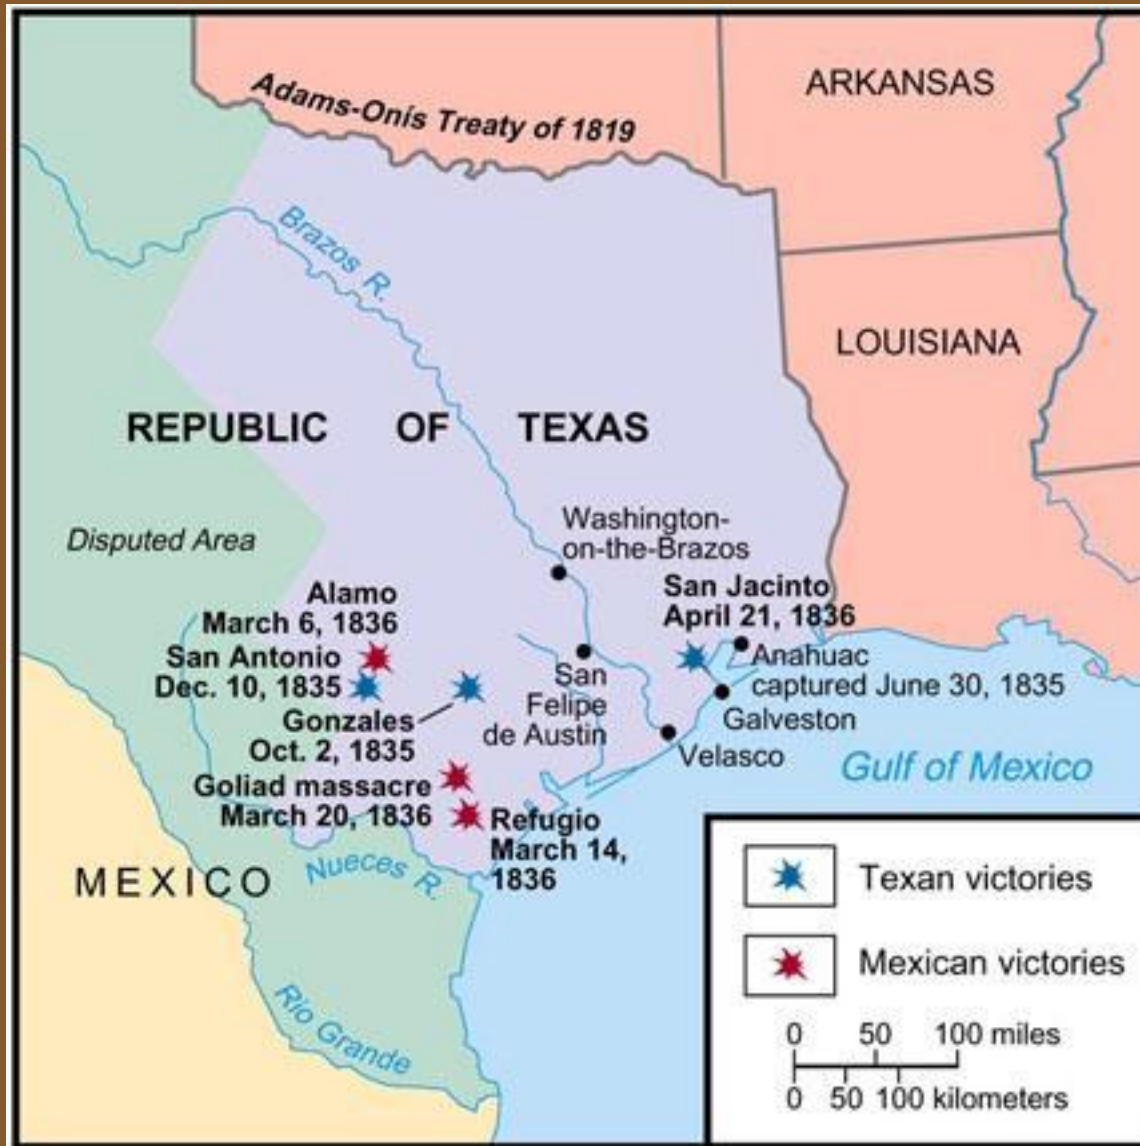 Adams-Onís Treaty of 1819
ARKANSAS
Brazos R.
LOUISIANA
REPUBLIC OF TEXAS
Disputed Area
Washington-
on-the-Brazos
San Jacinto
April 21, 1836
Alamo
March 6, 1836
San Antonio
Dec. 10, 1835
Gonzales
Oct. 2, 1835
San
Felipe
de Austin
Anahuac
captured June 30, 1835
Galveston
Velasco
Gulf of Mexico
Goliad massacre
March 20, 1836
Refugio
March 14,
1836
MEXICO
Nueces R.
Río Grande
Texan victories
Mexican victories
0 50 100 miles
0 50 100 kilometers